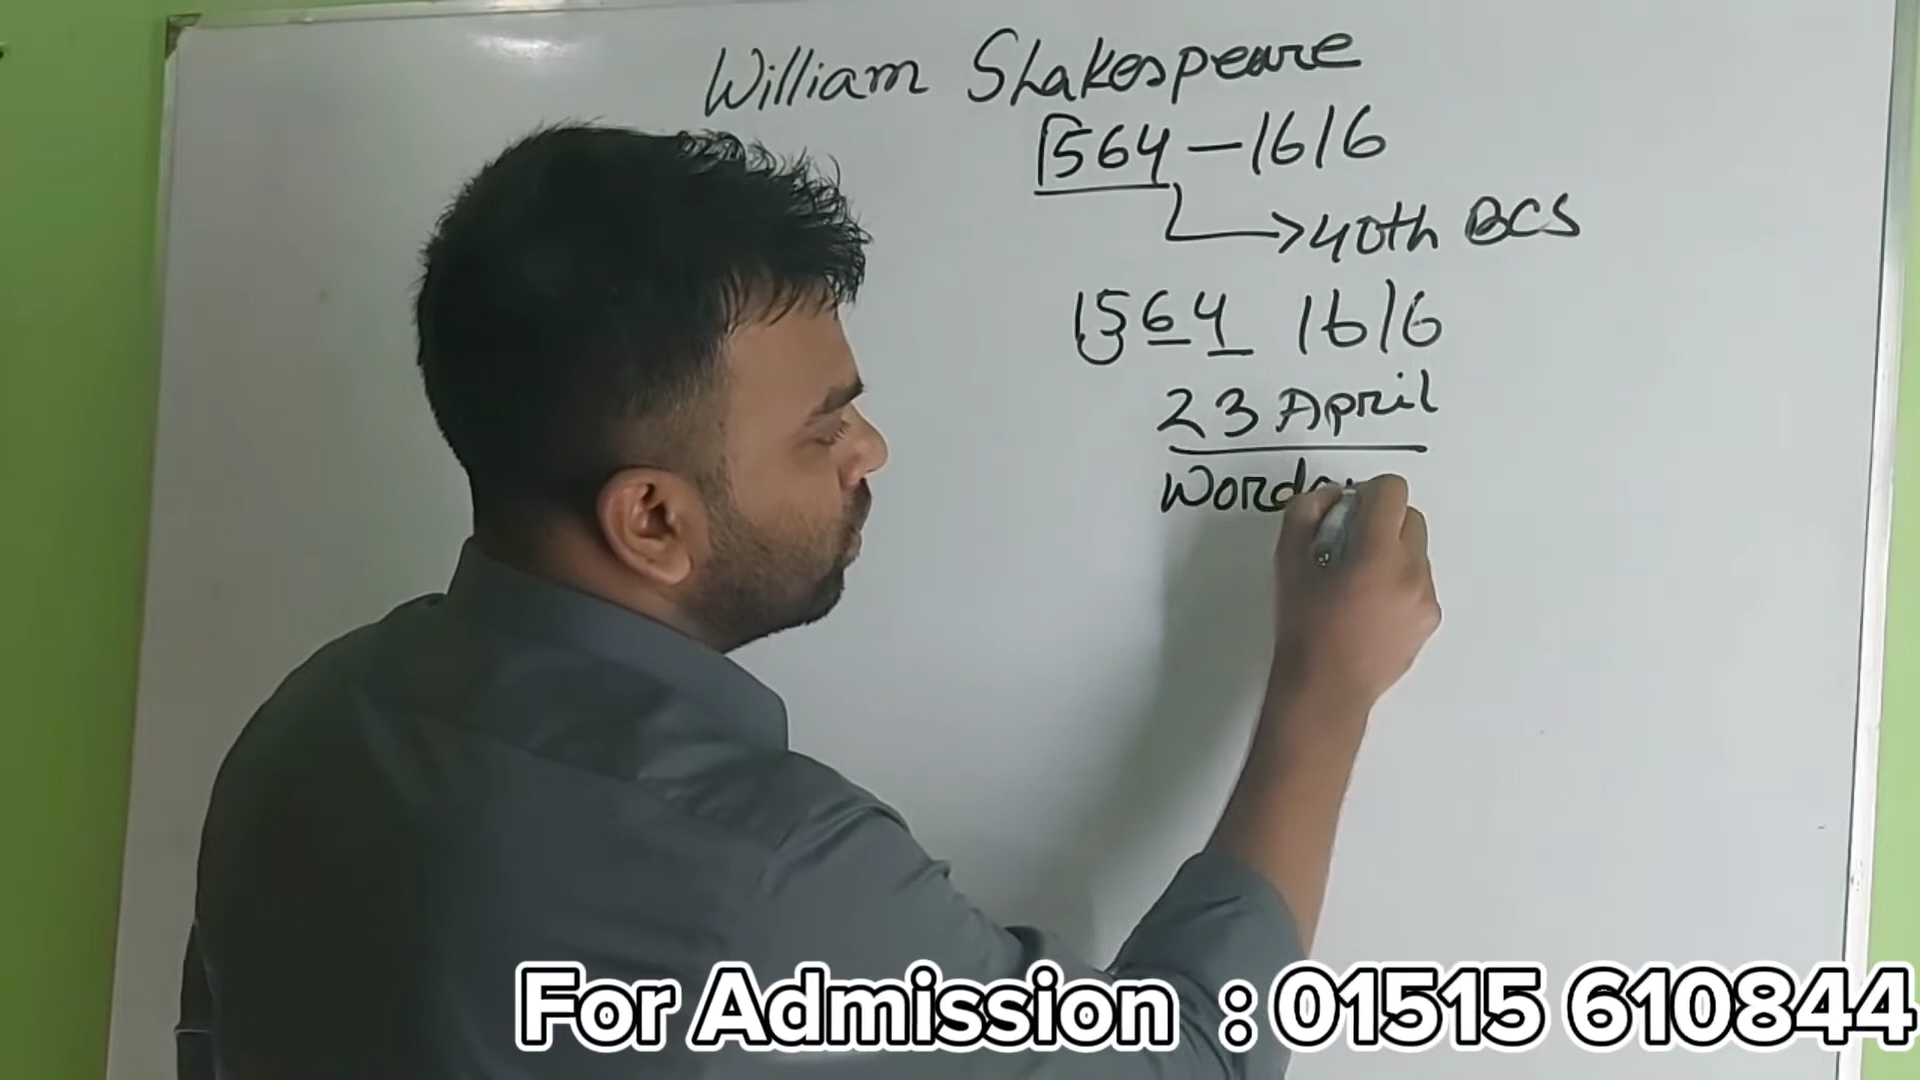 William Shakespeare
1564 – 1616
→ 40th BCS
1564 1616
23 April
For Admission : 01515 610844